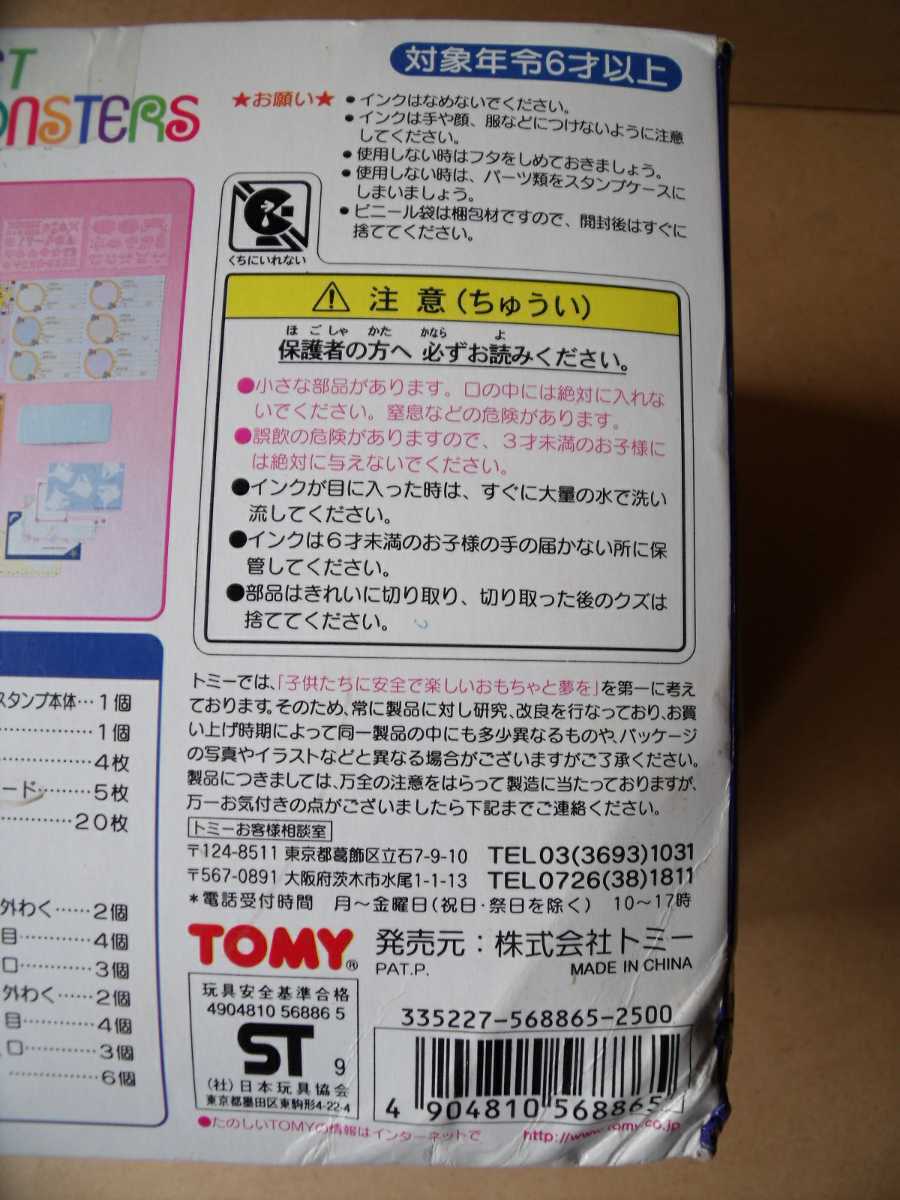 ONSTERS
対象年令6才以上
★お願い★
●インクはなめないでください。
●インクは手や顔、服などにつけないように注意
してください。
●使用しない時はフタをしめておきましょう。
●使用しない時は、パーツ類をスタンプケースに
しまいましょう。
●ビニール袋は梱包材ですので、開封後はすぐに
捨ててください。
くちにいれない
⚠ 注意(ちゅうい)
ほごしゃ かた かなら よ
保護者の方へ 必ずお読みください。
●小さな部品があります。口の中には絶対に入れな
いでください。窒息などの危険があります。
●誤飲の危険がありますので、3才未満のお子様に
は絶対に与えないでください。
●インクが目に入った時は、すぐに大量の水で洗い
流してください。
●インクは6才未満のお子様の手の届かない所に保
管してください。
●部品はきれいに切り取り、切り取った後のクズは
捨ててください。
スタンプ本体…1個
……1個
……4枚
ード……5枚
……20枚
外わく……2個
目……4個
口……3個
外わく……2個
目……4個
口……3個
……6個
トミーでは、「子供たちに安全で楽しいおもちゃと夢を」を第一に考え
ております。そのため、常に製品に対し研究、改良を行なっており、お買
い上げ時期によって同一製品の中にも多少異なるものや、パッケージ
の写真やイラストなどと異なる場合がございますがご了承ください。
製品につきましては、万全の注意をはらって製造に当たっておりますが、
万一お気付きの点がございましたら下記までご連絡ください。
トミーお客様相談室
〒124-8511 東京都葛飾区立石7-9-10 TEL03(3693)1031
〒567-0891 大阪府茨木市水尾1-1-13 TEL0726(38)1811
*電話受付時間 月〜金曜日(祝日・祭日を除く) 10〜17時
TOMY® 発売元:株式会社トミー
PAT.P. MADE IN CHINA
玩具安全基準合格
4904810 56886 5
ST 9
(社)日本玩具協会
東京都墨田区東駒形4-22-4
335227-568865-2500
4 904810 568865
●たのしいTOMYの情報はインターネットで http://www.tomy.co.jp